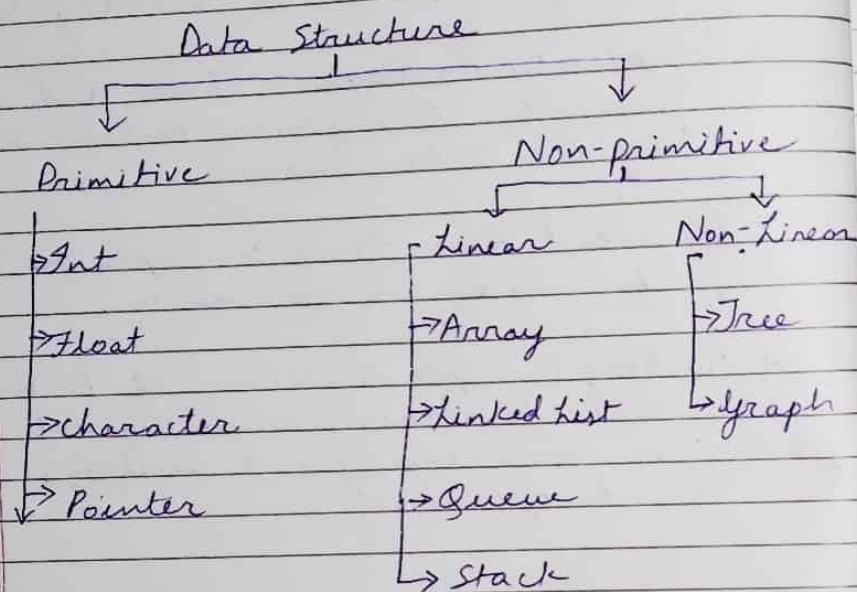 Data Structure
Primitive
Non-primitive
Int
Float
Character
Pointer
Linear
Array
Linked List
Queue
Stack
Non-Linear
Tree
Graph